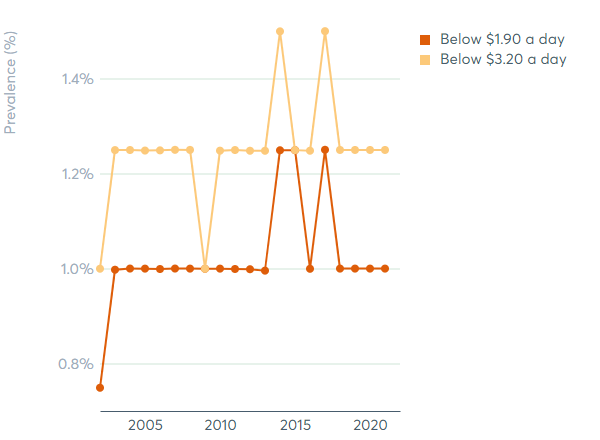 Prevalence (%)
Below $1.90 a day
Below $3.20 a day
1.4%
1.2%
1.0%
0.8%
2005 2010 2015 2020